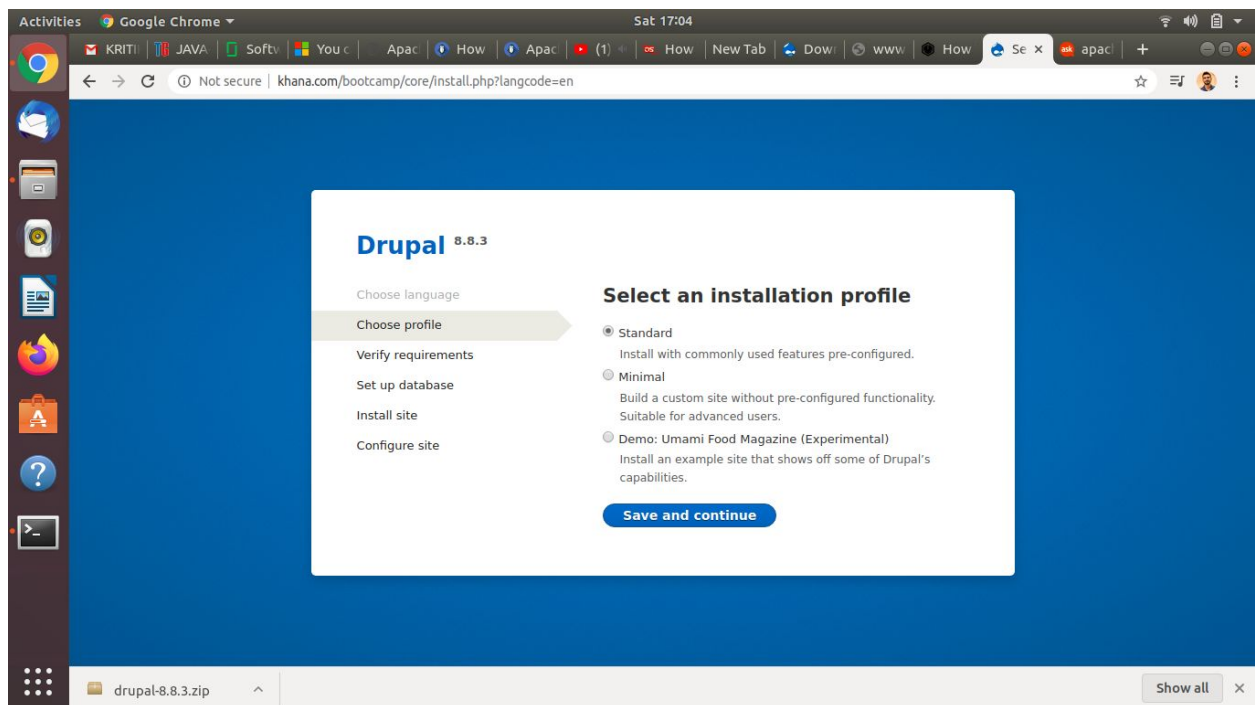 Activities Google Chrome Sat 17:04
KRITI JAVA Softw You c Apac How Apac (1) How New Tab Dow www How Se ask apac
Not secure | khana.com/bootcamp/core/install.php?langcode=en
Drupal 8.8.3
Choose language
Choose profile
Verify requirements
Set up database
Install site
Configure site
Select an installation profile
Standard
Install with commonly used features pre-configured.
Minimal
Build a custom site without pre-configured functionality.
Suitable for advanced users.
Demo: Umami Food Magazine (Experimental)
Install an example site that shows off some of Drupal's
capabilities.
Save and continue
drupal-8.8.3.zip
Show all